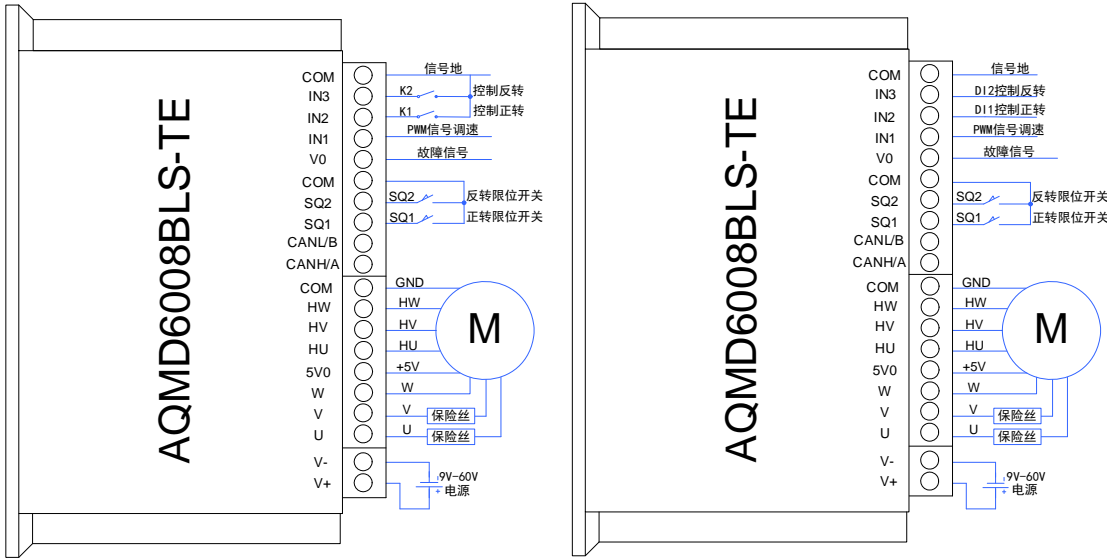 AQMD6008BLS-TE
COM
IN3
IN2
IN1
V0
COM
SQ2
SQ1
CANL/B
CANH/A
COM
HW
HV
HU
5V0
W
V
U
V-
V+
信号地
K2 控制反转
K1 控制正转
PWM信号调速
故障信号
SQ2 反转限位开关
SQ1 正转限位开关
GND
HW
HV
HU
+5V
W
V 保险丝
U 保险丝
M
9V-60V
+ 电源
AQMD6008BLS-TE
COM
IN3
IN2
IN1
V0
COM
SQ2
SQ1
CANL/B
CANH/A
COM
HW
HV
HU
5V0
W
V
U
V-
V+
信号地
DI2控制反转
DI1控制正转
PWM信号调速
故障信号
SQ2 反转限位开关
SQ1 正转限位开关
GND
HW
HV
HU
+5V
W
V 保险丝
U 保险丝
M
9V-60V
+ 电源